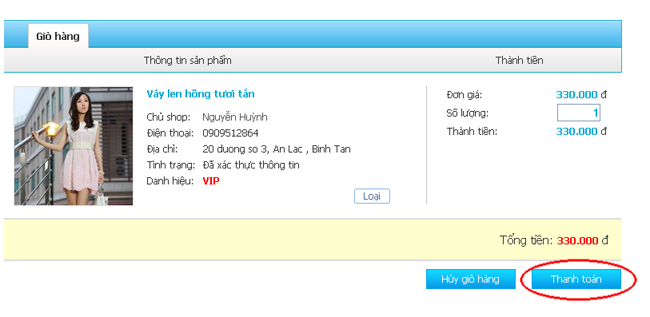 Giỏ hàng
Thông tin sản phẩm
Thành tiền
Váy len hồng tươi tắn
Chủ shop: Nguyễn Huỳnh
Điện thoại: 0909512864
Địa chỉ: 20 duong so 3, An Lac , Binh Tan
Tình trạng: Đã xác thực thông tin
Danh hiệu: VIP
Loại
Đơn giá: 330.000 đ
Số lượng: 1
Thành tiền: 330.000 đ
Tổng tiền: 330.000 đ
Hủy giỏ hàng
Thanh toán